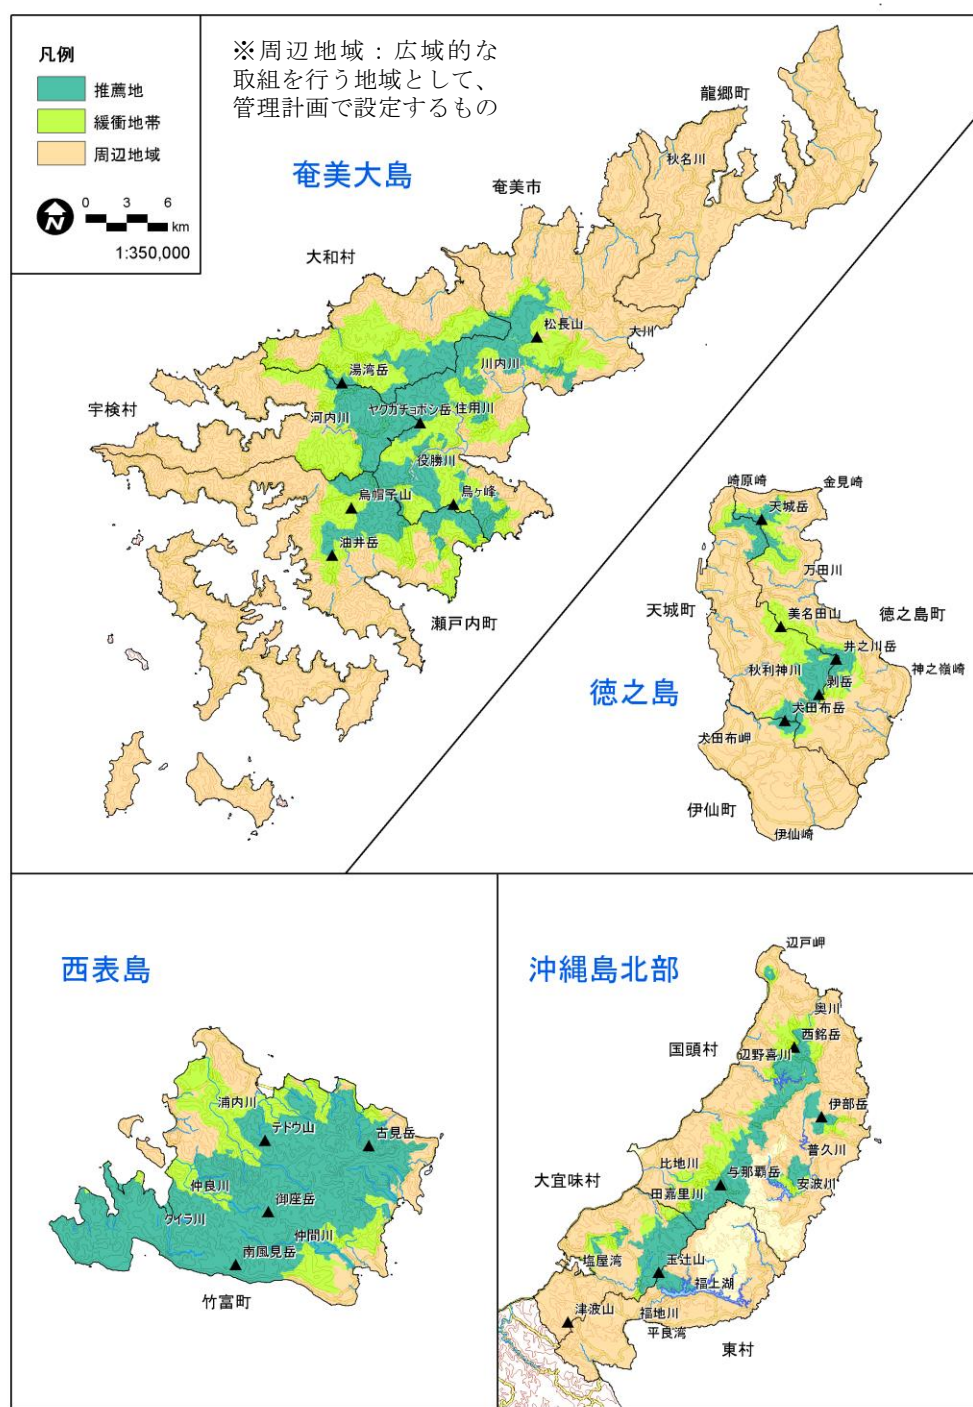 凡例
推薦地
緩衝地帯
周辺地域
N
0 3 6
km
1:350,000
※周辺地域：広域的な
取組を行う地域として、
管理計画で設定するもの
奄美大島
龍郷町
秋名川
奄美市
大和村
松長山
大川
湯湾岳
川内川
宇検村
河内川
ヤクガチョボシ岳
住用川
役勝川
烏帽子山
鳥ヶ峰
油井岳
瀬戸内町
徳之島
崎原崎
金見崎
天城岳
万田川
天城町
美名田山
徳之島町
井之川岳
秋利神川
神之嶺崎
剥岳
犬田布岳
犬田布岬
伊仙町
伊仙崎
西表島
浦内川
テドウ山
古見岳
仲良川
御座岳
クイラ川
仲間川
南風見岳
竹富町
沖縄島北部
辺戸岬
奥川
西銘岳
国頭村
辺野喜川
伊部岳
普久川
比地川
与那覇岳
安波川
大宜味村
田嘉里川
塩屋湾
玉辻山
福上湖
津波山
福地川
平良湾
東村